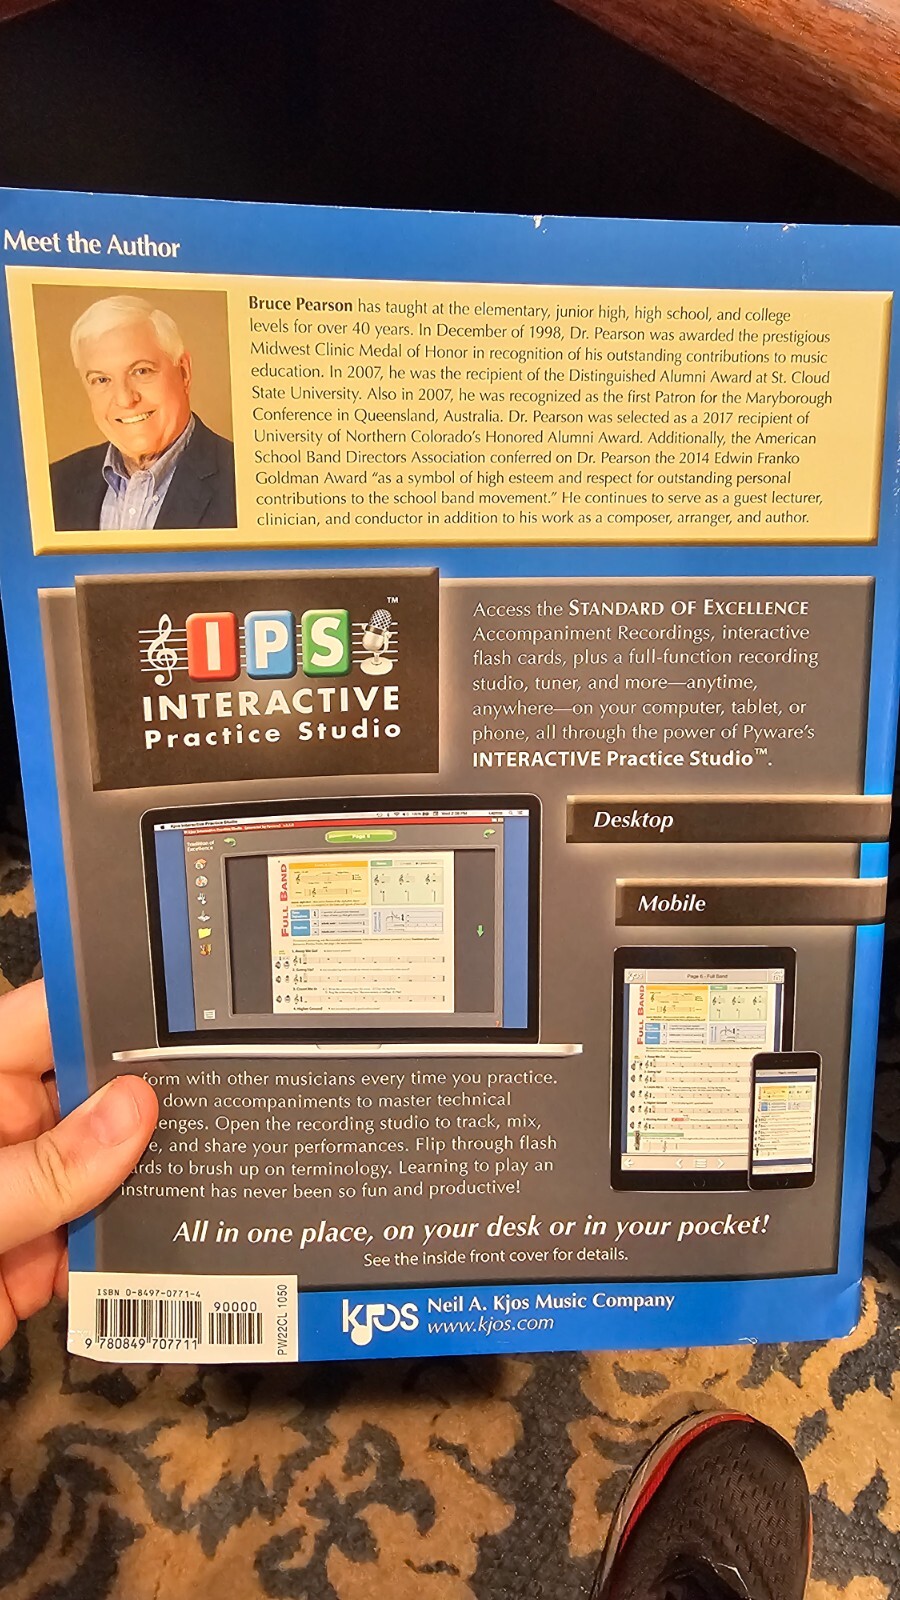 Meet the Author
Bruce Pearson has taught at the elementary, junior high, high school, and college
levels for over 40 years. In December of 1998, Dr. Pearson was awarded the prestigious
Midwest Clinic Medal of Honor in recognition of his outstanding contributions to music
education. In 2007, he was the recipient of the Distinguished Alumni Award at St. Cloud
State University. Also in 2007, he was recognized as the first Patron for the Maryborough
Conference in Queensland, Australia. Dr. Pearson was selected as a 2017 recipient of
University of Northern Colorado's Honored Alumni Award. Additionally, the American
School Band Directors Association conferred on Dr. Pearson the 2014 Edwin Franko
Goldman Award "as a symbol of high esteem and respect for outstanding personal
contributions to the school band movement." He continues to serve as a guest lecturer,
clinician, and conductor in addition to his work as a composer, arranger, and author.
IPS™
INTERACTIVE
Practice Studio
Access the STANDARD OF EXCELLENCE
Accompaniment Recordings, interactive
flash cards, plus a full-function recording
studio, tuner, and more—anytime,
anywhere—on your computer, tablet, or
phone, all through the power of Pyware's
INTERACTIVE Practice Studio™.
Desktop
Mobile
Page 6
FULL BAND
Page 6 - Full Band
FULL BAND
form with other musicians every time you practice.
down accompaniments to master technical
enges. Open the recording studio to track, mix,
e, and share your performances. Flip through flash
rds to brush up on terminology. Learning to play an
instrument has never been so fun and productive!
All in one place, on your desk or in your pocket!
See the inside front cover for details.
ISBN 0-8497-0771-4
90000
9 780849 707711
PW22CL 1050
kjos Neil A. Kjos Music Company
www.kjos.com